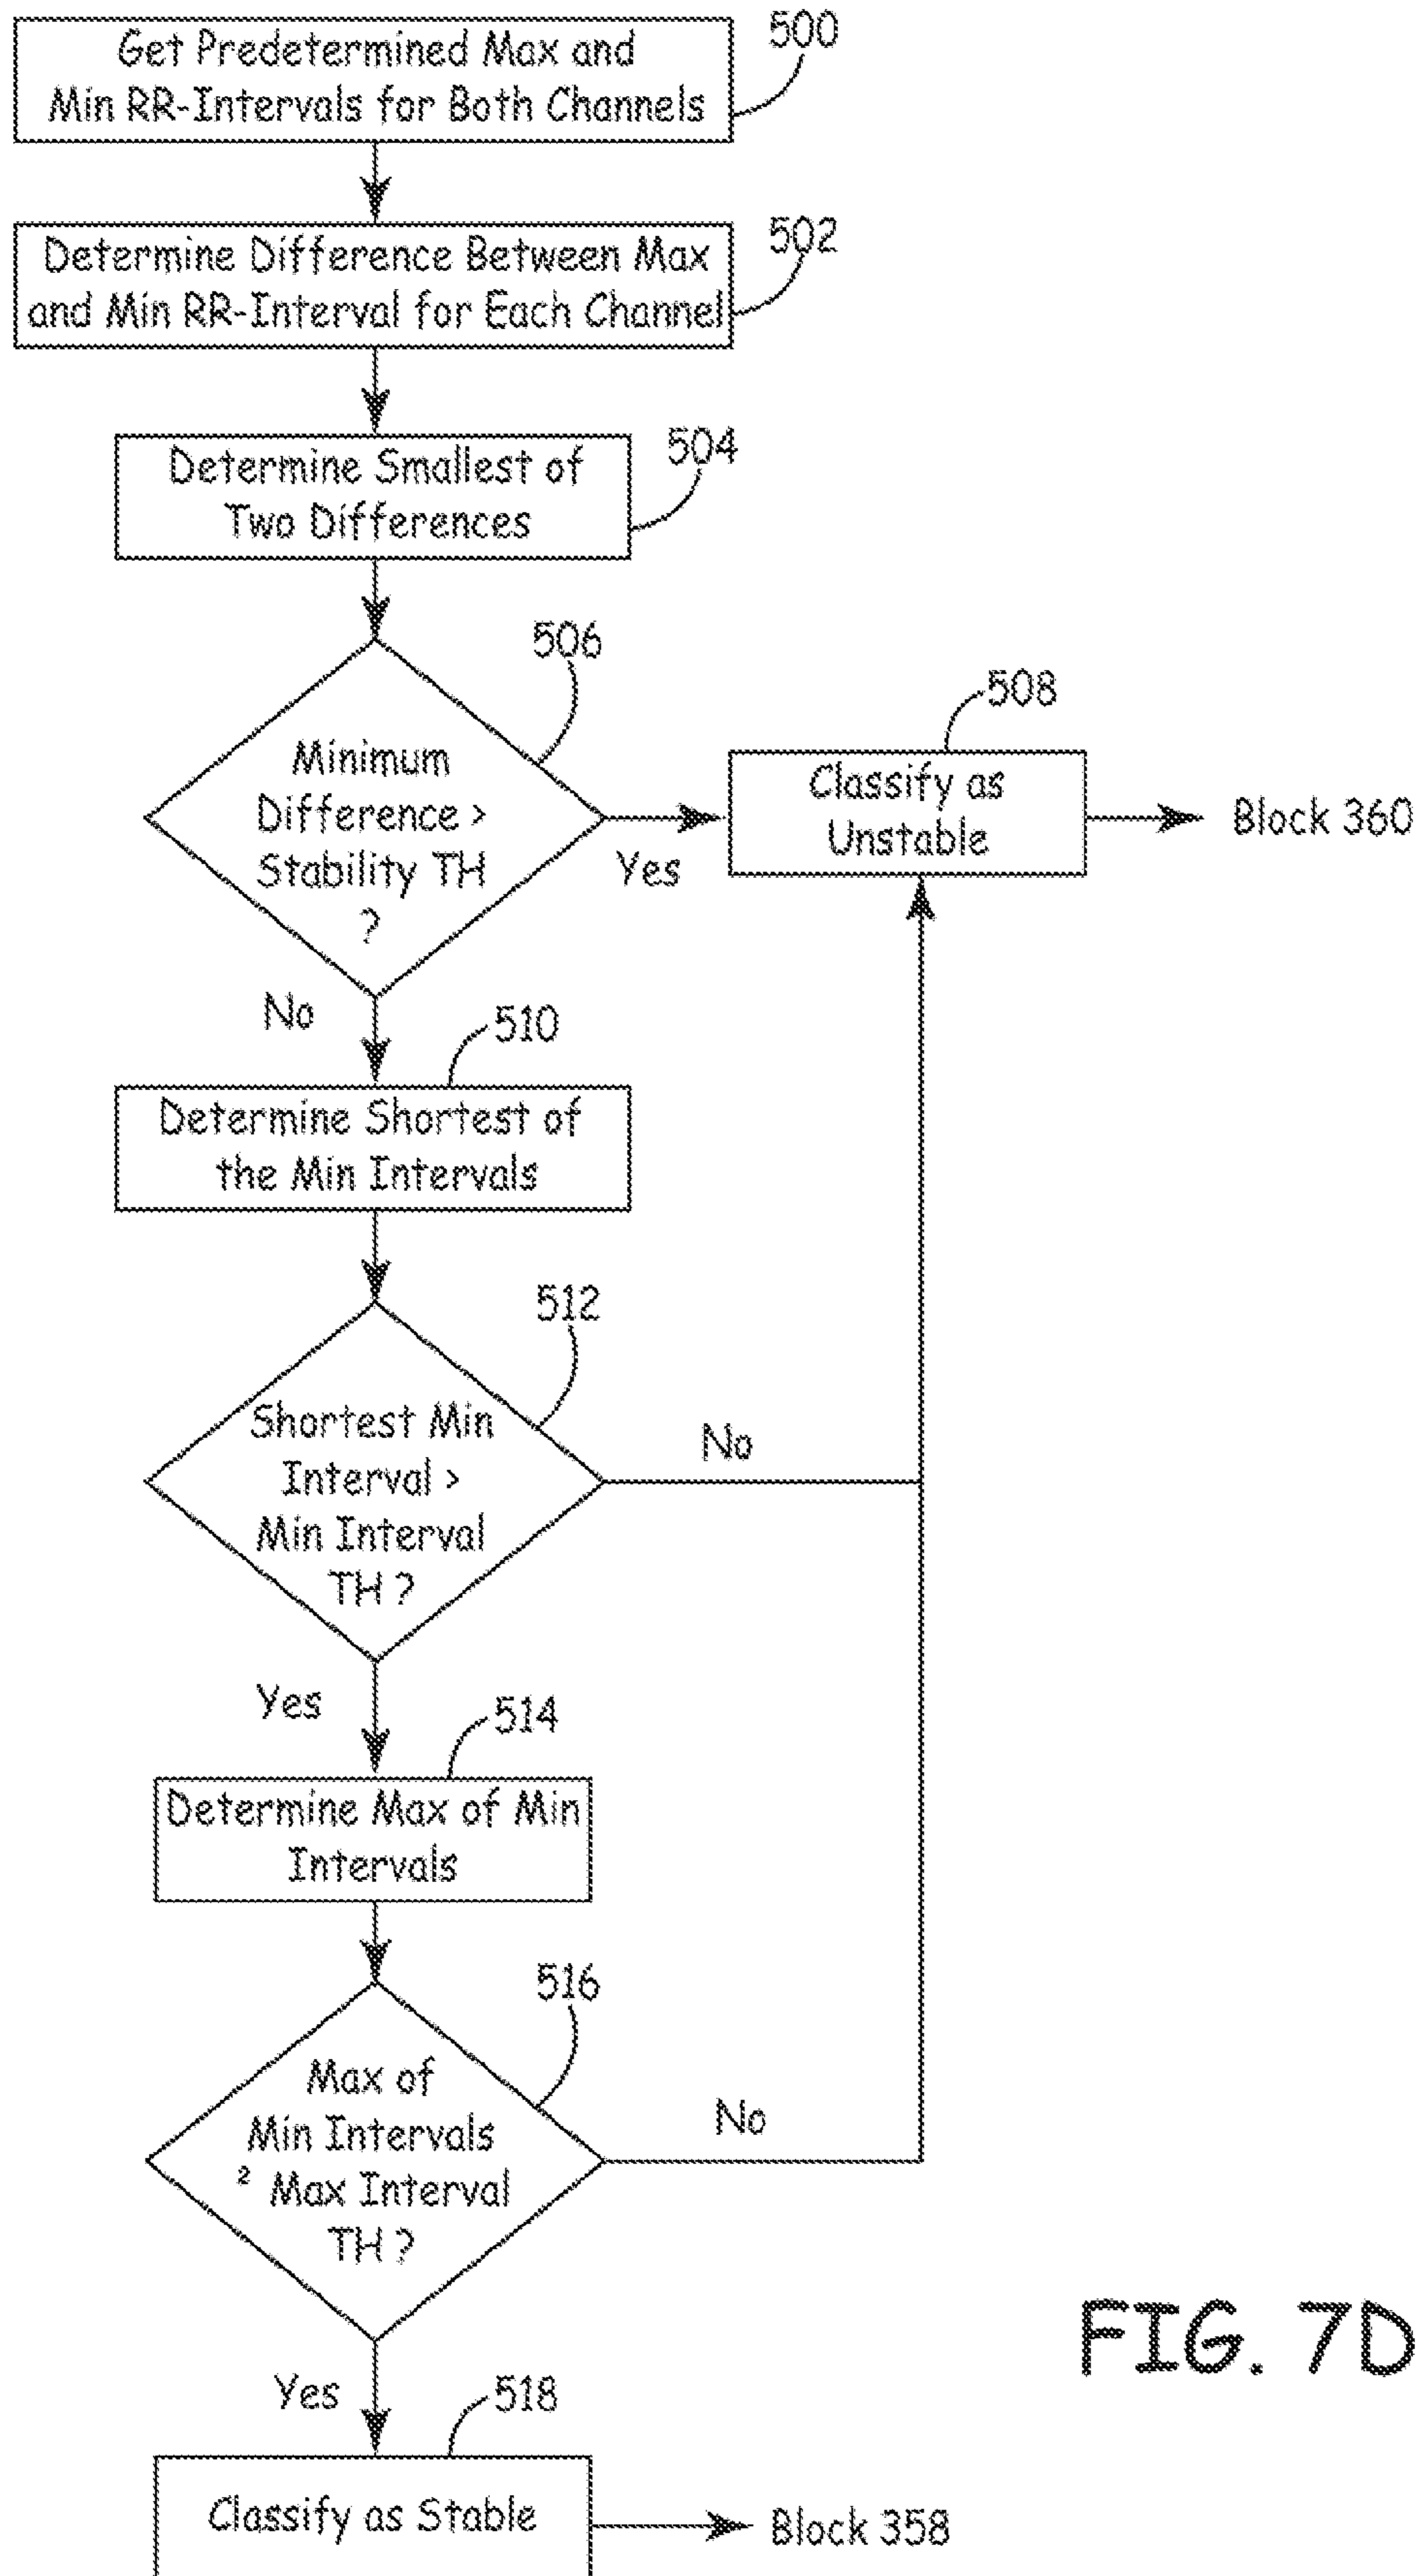 500
Get Predetermined Max and
Min RR-Intervals for Both Channels
502
Determine Difference Between Max
and Min RR-Interval for Each Channel
504
Determine Smallest of
Two Differences
506
Minimum
Difference >
Stability TH
?
Yes
No
508
Classify as
Unstable
Block 360
510
Determine Shortest of
the Min Intervals
512
Shortest Min
Interval >
Min Interval
TH ?
No
Yes
514
Determine Max of Min
Intervals
516
Max of
Min Intervals
² Max Interval
TH ?
No
Yes
518
Classify as Stable
Block 358
FIG. 7D